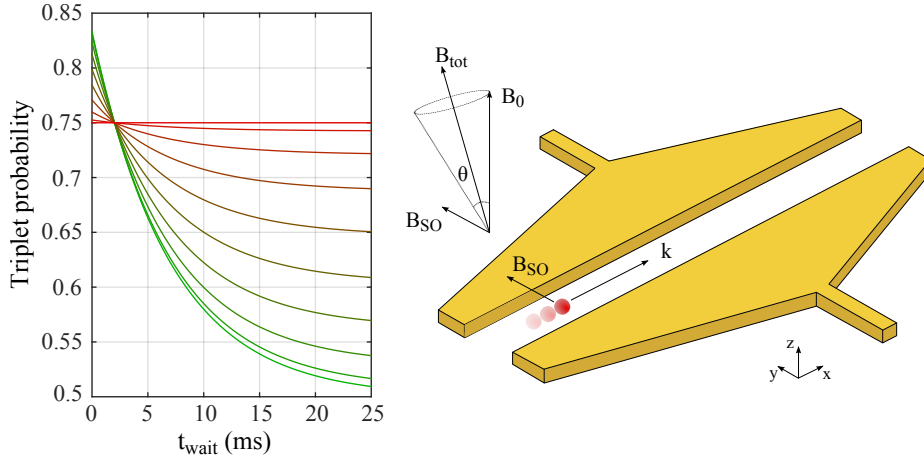 Triplet probability
0.85
0.8
0.75
0.7
0.65
0.6
0.55
0.5
0 5 10 15 20 25
t_wait (ms)
B_tot
B_0
θ
B_SO
B_SO
k
z
y
x